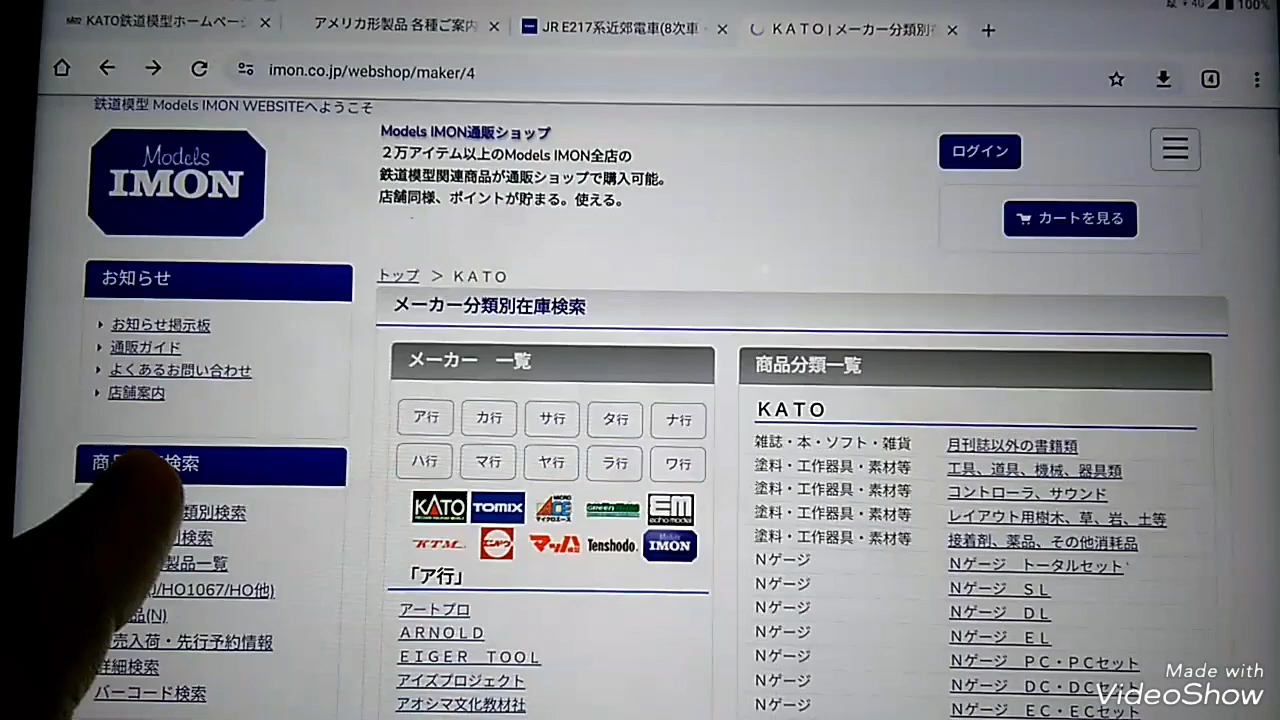 4G 100%
KATO鉄道模型ホームペー × アメリカ形製品 各種ご案内 × JR E217系近郊電車(8次車 × ＫＡＴＯ | メーカー分類別 × +
imon.co.jp/webshop/maker/4
4
鉄道模型 Models IMON WEBSITEへようこそ
Models IMON
Models IMON通販ショップ
２万アイテム以上のModels IMON全店の
鉄道模型関連商品が通販ショップで購入可能。
店舗同様、ポイントが貯まる。使える。
ログイン
カートを見る
お知らせ
お知らせ掲示板
通販ガイド
よくあるお問い合わせ
店舗案内
商 検索
類別検索
検索
製品一覧
/HO1067/HO他)
品(N)
売入荷・先行予約情報
詳細検索
バーコード検索
トップ ＞ ＫＡＴＯ
メーカー分類別在庫検索
メーカー　一覧
ア行 カ行 サ行 タ行 ナ行
ハ行 マ行 ヤ行 ラ行 ワ行
KATO TOMIX MICRO ACE マイクロエース GREENMAX EM echo model
KTM エンドウ マッハ Tenshodo. Models IMON
「ア行」
アートプロ
ＡＲＮＯＬＤ
ＥＩＧＥＲ　ＴＯＯＬ
アイズプロジェクト
アオシマ文化教材社
商品分類一覧
ＫＡＴＯ
雑誌・本・ソフト・雑貨 月刊誌以外の書籍類
塗料・工作器具・素材等 工具、道具、機械、器具類
塗料・工作器具・素材等 コントローラ、サウンド
塗料・工作器具・素材等 レイアウト用樹木、草、岩、土等
塗料・工作器具・素材等 接着剤、薬品、その他消耗品
Ｎゲージ Ｎゲージ　トータルセット
Ｎゲージ Ｎゲージ　ＳＬ
Ｎゲージ Ｎゲージ　ＤＬ
Ｎゲージ Ｎゲージ　ＥＬ
Ｎゲージ Ｎゲージ　ＰＣ・ＰＣセット
Ｎゲージ Ｎゲージ　ＤＣ・ＤＣ
Ｎゲージ Ｎゲージ　ＥＣ・ＥＣセット
Made with
VideoShow